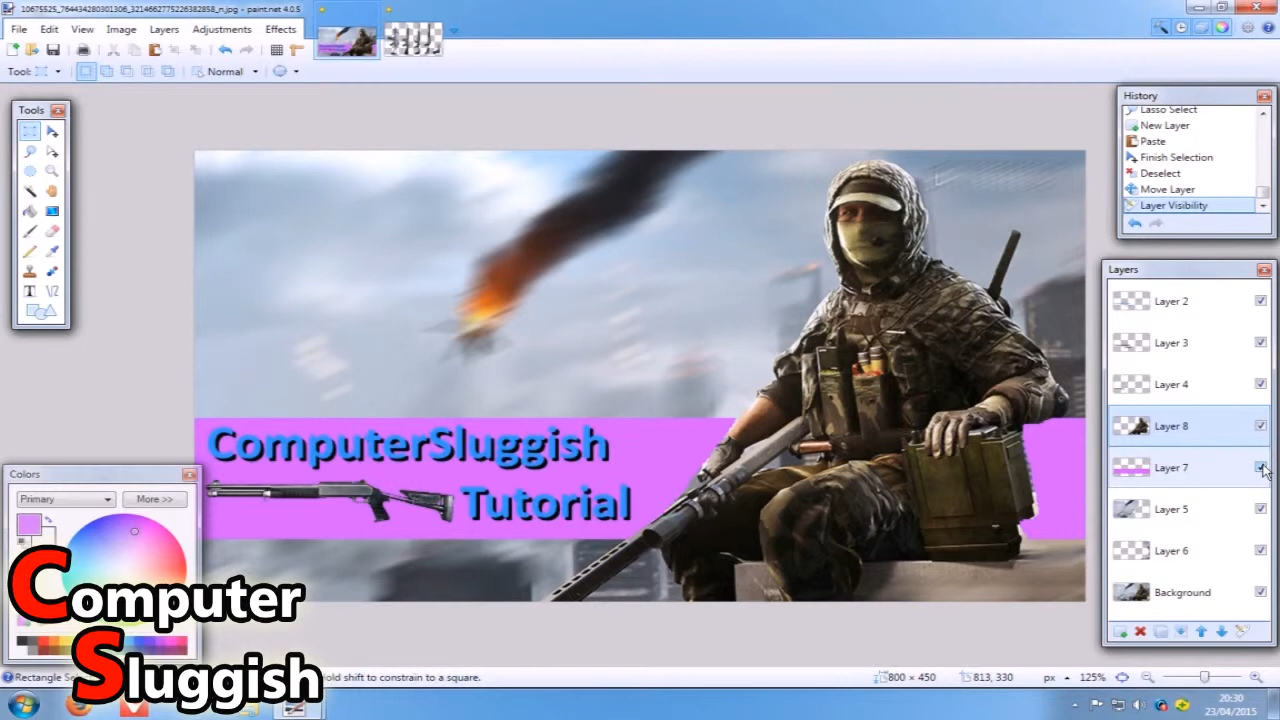 10675525_764434280301306_3214662775226382858_n.jpg - paint.net 4.0.5
File Edit View Image Layers Adjustments Effects
Tool: Normal
Tools
History
Lasso Select
New Layer
Paste
Finish Selection
Deselect
Move Layer
Layer Visibility
Layers
Layer 2
Layer 3
Layer 4
Layer 8
Layer 7
Layer 5
Layer 6
Background
ComputerSluggish
Tutorial
Colors
Primary More >>
Computer
Sluggish
Rectangle Se hold shift to constrain to a square. 800 × 450 813, 330 px 125%
20:30
23/04/2015